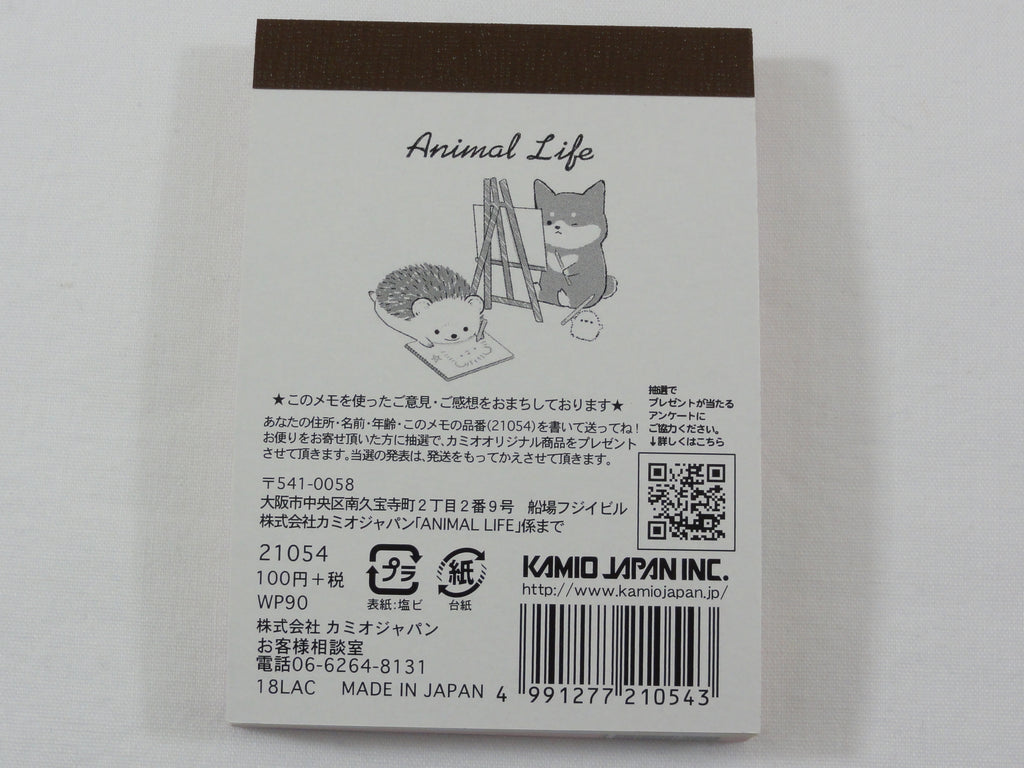 Animal Life
★このメモを使ったご意見・ご感想をおまちしております★
あなたの住所・名前・年齢・このメモの品番(21054)を書いて送ってね!
お便りをお寄せ頂いた方に抽選で、カミオオリジナル商品をプレゼント
させて頂きます。当選の発表は、発送をもってかえさせて頂きます。
抽選で
プレゼントが当たる
アンケートに
ご協力ください。
↓詳しくはこちら
〒541-0058
大阪市中央区南久宝寺町2丁目2番9号 船場フジイビル
株式会社カミオジャパン「ANIMAL LIFE」係まで
21054
100円+税
WP90
プラ
表紙:塩ビ
紙
台紙
KAMIO JAPAN INC.
http://www.kamiojapan.jp/
株式会社 カミオジャパン
お客様相談室
電話06-6264-8131
18LAC MADE IN JAPAN
4 991277 210543